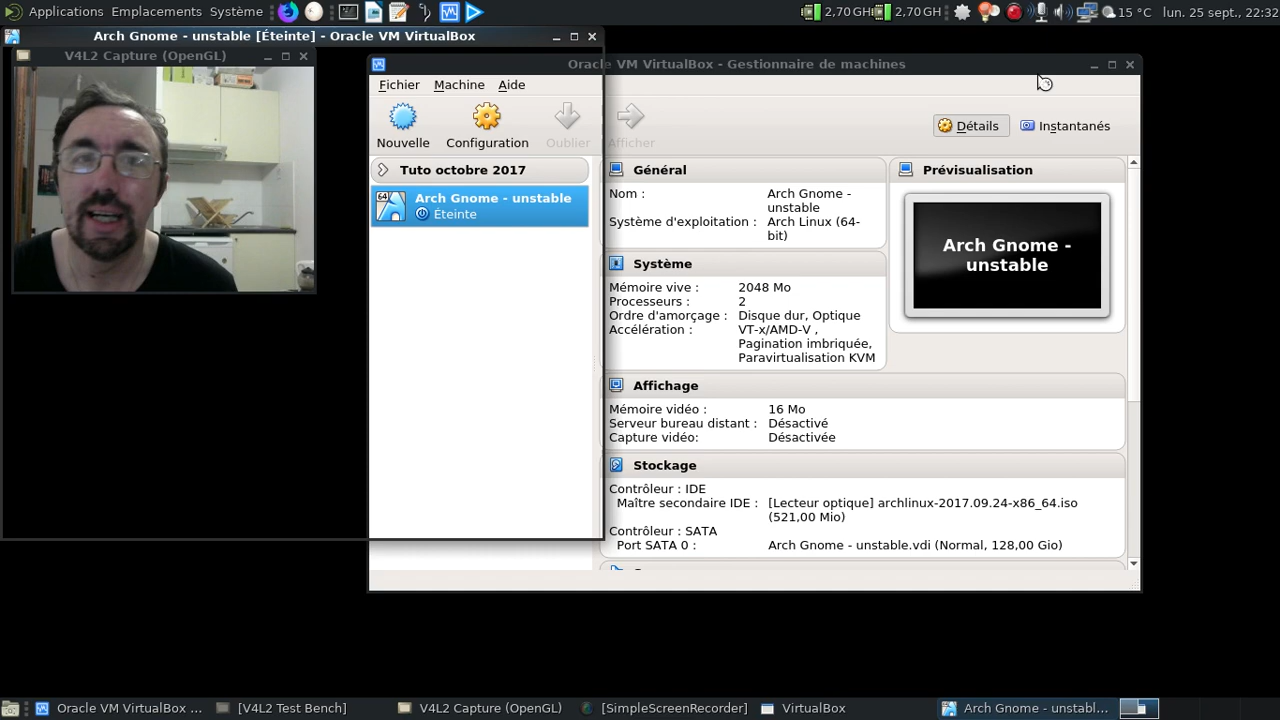 Applications Emplacements Système 2,70 GH 2,70 GH 15 °C lun. 25 sept., 22:32
Arch Gnome - unstable [Éteinte] - Oracle VM VirtualBox
V4L2 Capture (OpenGL)
Oracle VM VirtualBox - Gestionnaire de machines
Fichier Machine Aide
Nouvelle Configuration Oublier Afficher
Détails Instantanés
Tuto octobre 2017
64
Arch Gnome - unstable
Éteinte
Général
Nom : Arch Gnome -
unstable
Système d'exploitation : Arch Linux (64-
bit)
Prévisualisation
Arch Gnome -
unstable
Système
Mémoire vive : 2048 Mo
Processeurs : 2
Ordre d'amorçage : Disque dur, Optique
Accélération : VT-x/AMD-V ,
Pagination imbriquée,
Paravirtualisation KVM
Affichage
Mémoire vidéo : 16 Mo
Serveur bureau distant : Désactivé
Capture vidéo: Désactivée
Stockage
Contrôleur : IDE
Maître secondaire IDE : [Lecteur optique] archlinux-2017.09.24-x86_64.iso
(521,00 Mio)
Contrôleur : SATA
Port SATA 0 : Arch Gnome - unstable.vdi (Normal, 128,00 Gio)
Oracle VM VirtualBox ... [V4L2 Test Bench] V4L2 Capture (OpenGL) [SimpleScreenRecorder] VirtualBox Arch Gnome - unstabl...